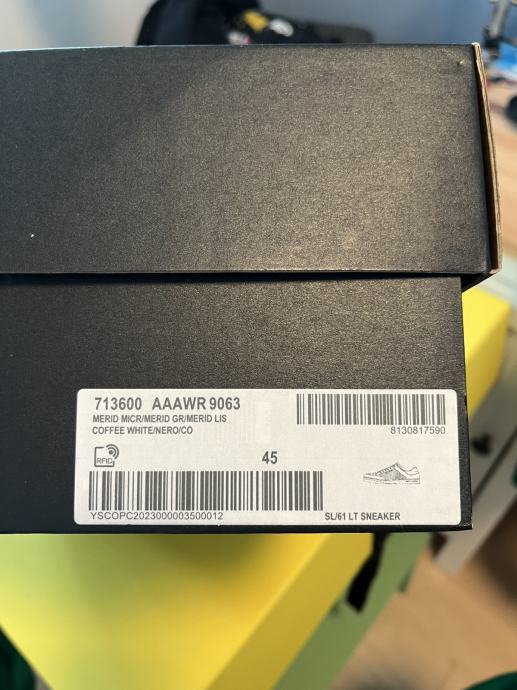 713600 AAAWR 9063
MERID MICR/MERID GR/MERID LIS
COFFEE WHITE/NERO/CO
8130817590
RFID
45
YSCOPC2023000003500012
SL/61 LT SNEAKER